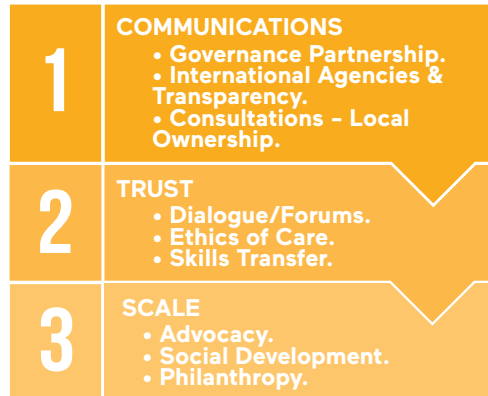 1
COMMUNICATIONS
• Governance Partnership.
• International Agencies &
Transparency.
• Consultations - Local
Ownership.
2
TRUST
• Dialogue/Forums.
• Ethics of Care.
• Skills Transfer.
3
SCALE
• Advocacy.
• Social Development.
• Philanthropy.